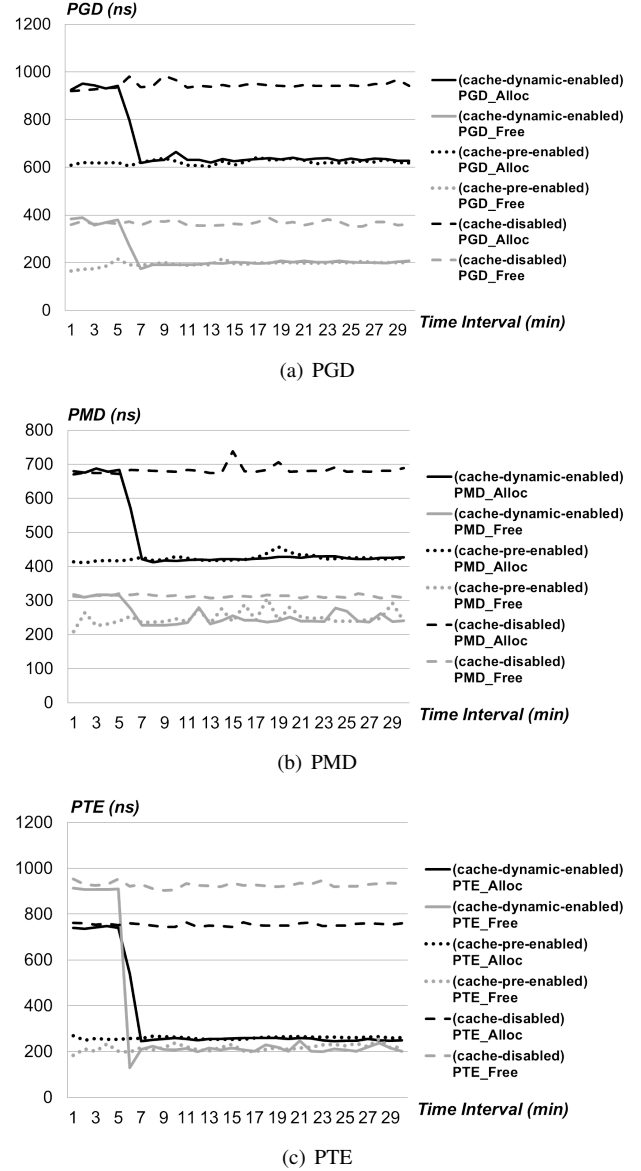 PGD (ns)
1200
1000
800
600
400
200
0
1 3 5 7 9 11 13 15 17 19 21 23 25 27 29
Time Interval (min)
(cache-dynamic-enabled)
PGD_Alloc
(cache-dynamic-enabled)
PGD_Free
(cache-pre-enabled)
PGD_Alloc
(cache-pre-enabled)
PGD_Free
(cache-disabled)
PGD_Alloc
(cache-disabled)
PGD_Free
(a) PGD
PMD (ns)
800
700
600
500
400
300
200
100
0
1 3 5 7 9 11 13 15 17 19 21 23 25 27 29
Time Interval (min)
(cache-dynamic-enabled)
PMD_Alloc
(cache-dynamic-enabled)
PMD_Free
(cache-pre-enabled)
PMD_Alloc
(cache-pre-enabled)
PMD_Free
(cache-disabled)
PMD_Alloc
(cache-disabled)
PMD_Free
(b) PMD
PTE (ns)
1200
1000
800
600
400
200
0
1 3 5 7 9 11 13 15 17 19 21 23 25 27 29
Time Interval (min)
(cache-dynamic-enabled)
PTE_Alloc
(cache-dynamic-enabled)
PTE_Free
(cache-pre-enabled)
PTE_Alloc
(cache-pre-enabled)
PTE_Free
(cache-disabled)
PTE_Alloc
(cache-disabled)
PTE_Free
(c) PTE